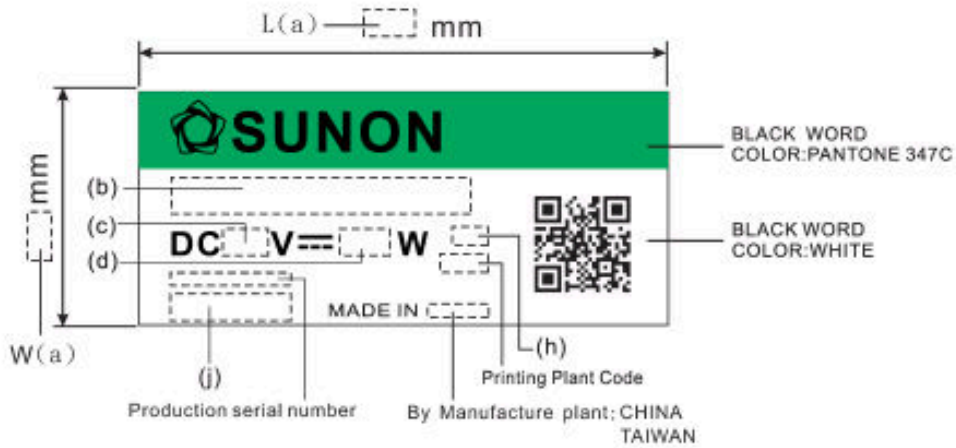 L(a) mm
SUNON
BLACK WORD
COLOR:PANTONE 347C
mm
(b)
(c)
DC V W
(d)
BLACK WORD
COLOR:WHITE
MADE IN
W(a)
(j)
(h)
Printing Plant Code
Production serial number
By Manufacture plant: CHINA
TAIWAN